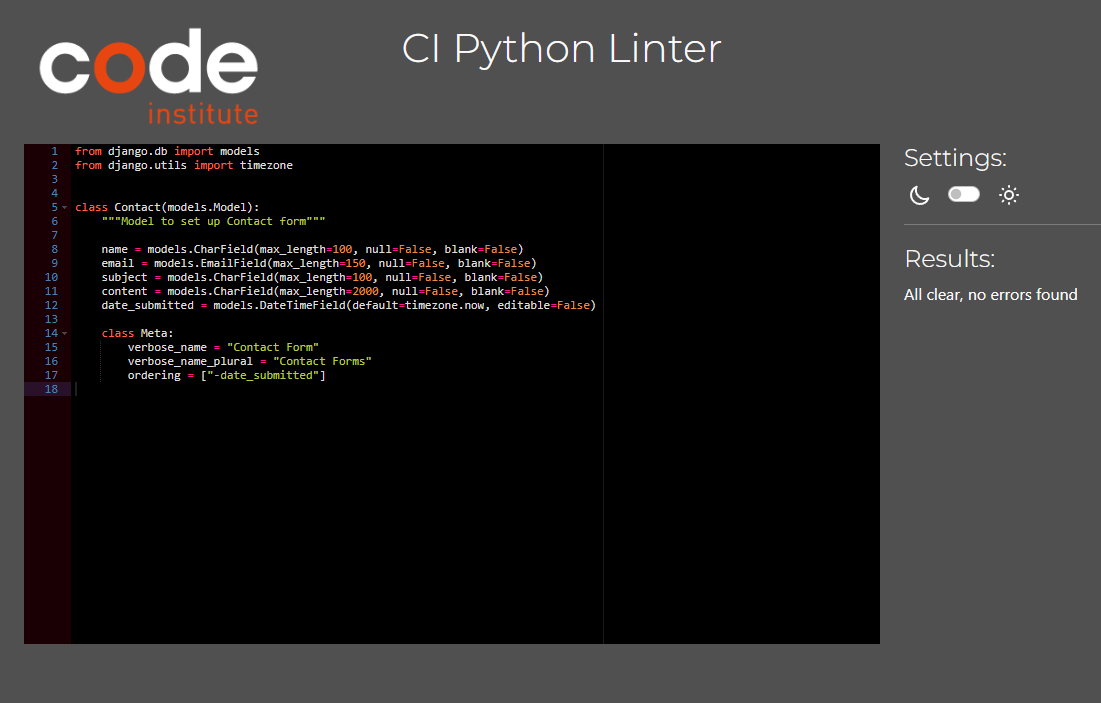 code
institute
CI Python Linter
1 from django.db import models
2 from django.utils import timezone
3
4
5 class Contact(models.Model):
6     """Model to set up Contact form"""
7
8     name = models.CharField(max_length=100, null=False, blank=False)
9     email = models.EmailField(max_length=150, null=False, blank=False)
10     subject = models.CharField(max_length=100, null=False, blank=False)
11     content = models.CharField(max_length=2000, null=False, blank=False)
12     date_submitted = models.DateTimeField(default=timezone.now, editable=False)
13
14     class Meta:
15         verbose_name = "Contact Form"
16         verbose_name_plural = "Contact Forms"
17         ordering = ["-date_submitted"]
18
Settings:
Results:
All clear, no errors found